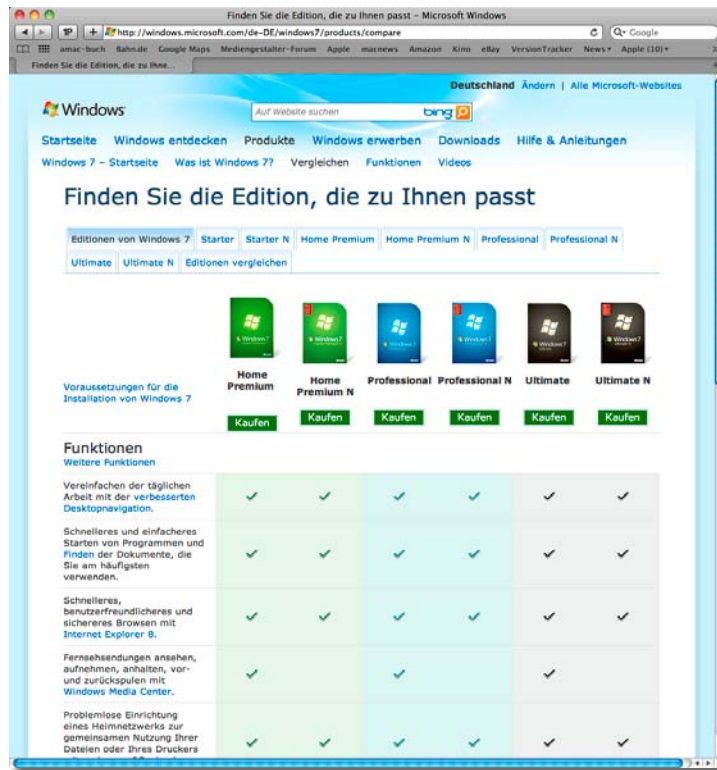 Finden Sie die Edition, die zu Ihnen passt – Microsoft Windows
http://windows.microsoft.com/de-DE/windows7/products/compare
Google
amac-buch Bahn.de Google Maps Mediengestalter-Forum Apple macnews Amazon Kino eBay VersionTracker News Apple (10)
Finden Sie die Edition, die zu Ihne...
Deutschland Ändern | Alle Microsoft-Websites
Windows
Auf Website suchen bing
Startseite Windows entdecken Produkte Windows erwerben Downloads Hilfe & Anleitungen
Windows 7 – Startseite Was ist Windows 7? Vergleichen Funktionen Videos
Finden Sie die Edition, die zu Ihnen passt
Editionen von Windows 7 Starter Starter N Home Premium Home Premium N Professional Professional N
Ultimate Ultimate N Editionen vergleichen
Voraussetzungen für die
Installation von Windows 7
Home
Premium
Home
Premium N
Professional
Professional N
Ultimate
Ultimate N
Kaufen Kaufen Kaufen Kaufen Kaufen Kaufen
Funktionen
Weitere Funktionen
Vereinfachen der täglichen
Arbeit mit der verbesserten
Desktopnavigation.
Schnelleres und einfacheres
Starten von Programmen und
Finden der Dokumente, die
Sie am häufigsten
verwenden.
Schnelleres,
benutzerfreundlicheres und
sichereres Browsen mit
Internet Explorer 8.
Fernsehsendungen ansehen,
aufnehmen, anhalten, vor-
und zurückspulen mit
Windows Media Center.
Problemlose Einrichtung
eines Heimnetzwerks zur
gemeinsamen Nutzung Ihrer
Dateien oder Ihres Druckers